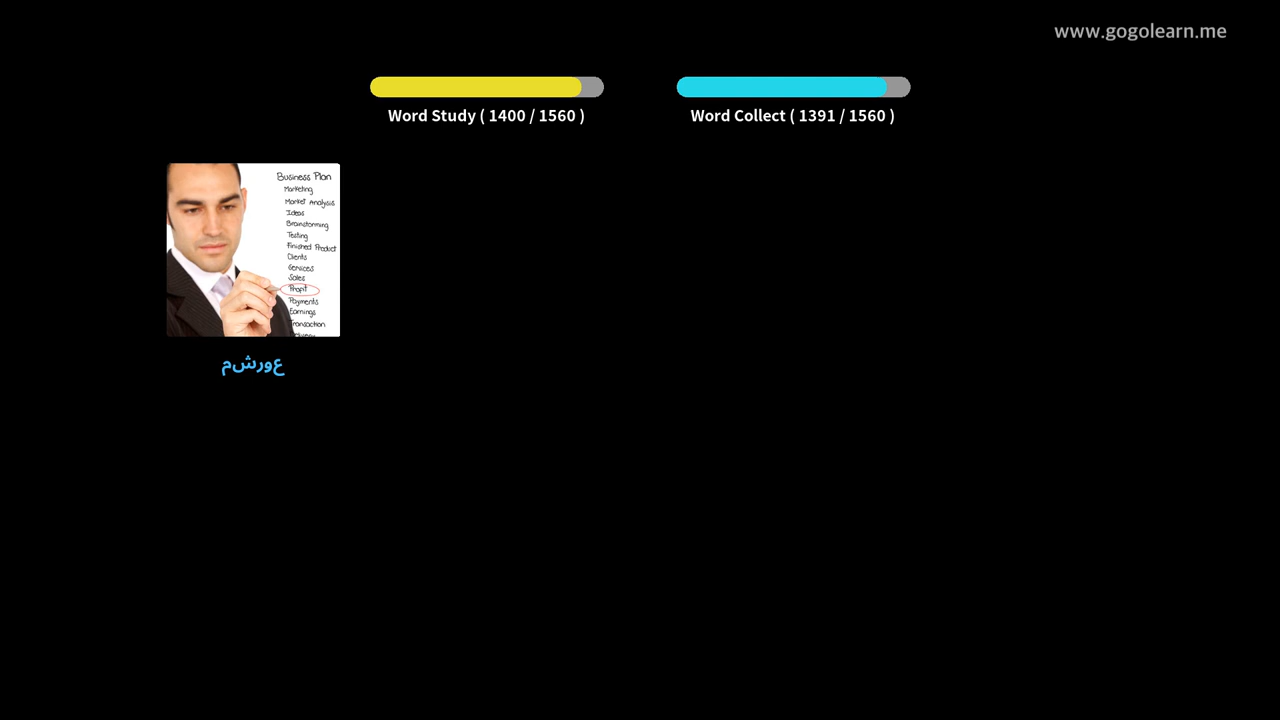 www.gogolearn.me
Word Study ( 1400 / 1560 )
Word Collect ( 1391 / 1560 )
Business Plan
Marketing
Market Analysis
Ideas
Brainstorming
Testing
Finished Product
Clients
Services
Sales
Profit
Payments
Earnings
Transaction
عورشم